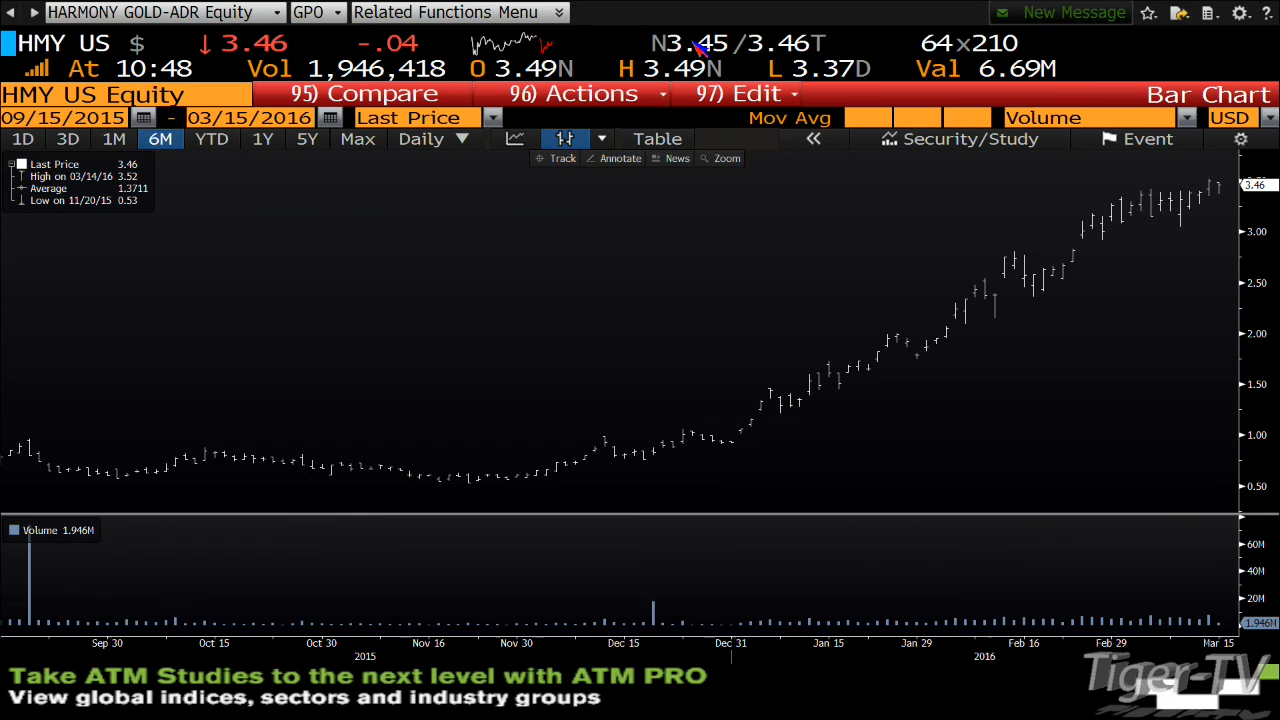 HARMONY GOLD-ADR Equity GPO Related Functions Menu New Message
HMY US $ ↓ 3.46 -.04 N3.45 /3.46T 64x210
At 10:48 Vol 1,946,418 O 3.49N H 3.49N L 3.37D Val 6.69M
HMY US Equity 95) Compare 96) Actions 97) Edit Bar Chart
09/15/2015 - 03/15/2016 Last Price Mov Avg Volume USD
1D 3D 1M 6M YTD 1Y 5Y Max Daily ▼ Table « Security/Study Event
Track Annotate News Zoom
Last Price 3.46
High on 03/14/16 3.52
Average 1.3711
Low on 11/20/15 0.53
3.46
3.00
2.50
2.00
1.50
1.00
0.50
Volume 1.946M
60M
40M
20M
1.946M
Sep 30 Oct 15 Oct 30 Nov 16 Nov 30 Dec 15 Dec 31 Jan 15 Jan 29 Feb 16 Feb 29 Mar 15
2015 2016
Take ATM Studies to the next level with ATM PRO
View global indices, sectors and industry groups
Tiger-TV